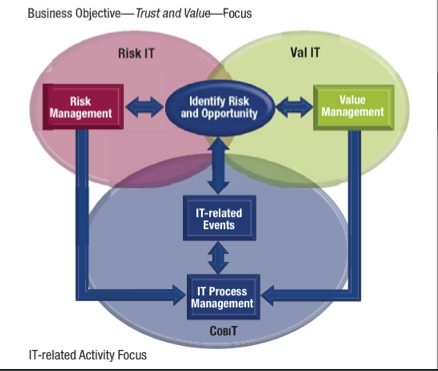 Business Objective—Trust and Value—Focus
Risk IT
Val IT
Risk
Management
Identify Risk
and Opportunity
Value
Management
IT-related
Events
IT Process
Management
COBIT
IT-related Activity Focus